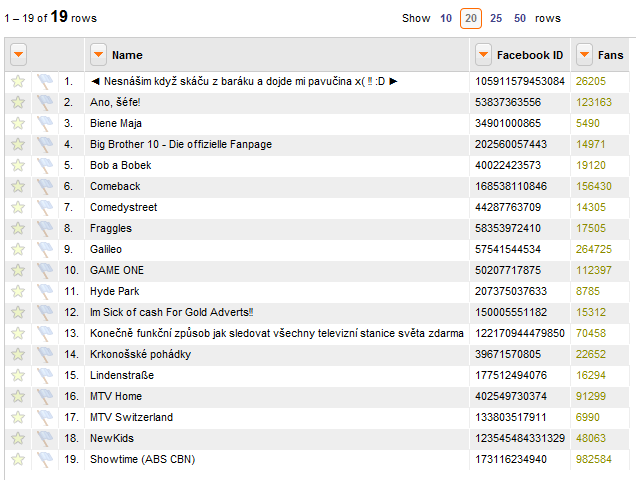 1 – 19 of 19 rows Show 10 20 25 50 rows
Name Facebook ID Fans
1. ◄ Nesnášim když skáču z baráku a dojde mi pavučina x( ‼ :D ► 105911579453084 26205
2. Ano, šéfe! 53837363556 123163
3. Biene Maja 34901000865 5490
4. Big Brother 10 - Die offizielle Fanpage 202560057443 14971
5. Bob a Bobek 40022423573 19120
6. Comeback 168538110846 156430
7. Comedystreet 44287763709 14305
8. Fraggles 58353972410 17505
9. Galileo 57541544534 264725
10. GAME ONE 50207717875 112397
11. Hyde Park 207375037633 8785
12. Im Sick of cash For Gold Adverts!! 150005551182 15312
13. Konečně funkční způsob jak sledovat všechny televizní stanice světa zdarma 122170944479850 70458
14. Krkonošské pohádky 39671570805 22652
15. Lindenstraße 177512494076 16294
16. MTV Home 402549730374 91299
17. MTV Switzerland 133803517911 6990
18. NewKids 123545484331329 48063
19. Showtime (ABS CBN) 173116234940 982584